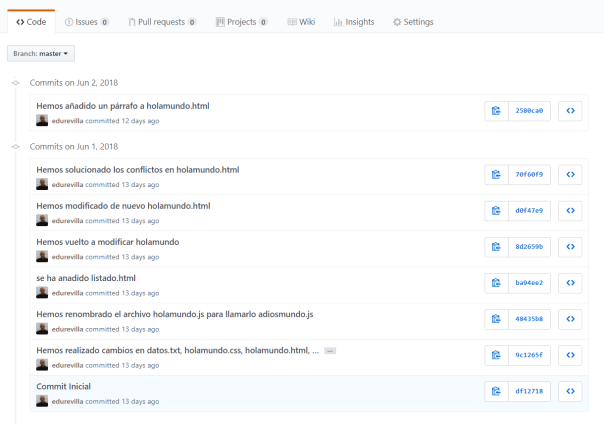 Code Issues 0 Pull requests 0 Projects 0 Wiki Insights Settings
Branch: master
Commits on Jun 2, 2018
Hemos añadido un párrafo a holamundo.html
edurevilla committed 12 days ago
2580ca0
Commits on Jun 1, 2018
Hemos solucionado los conflictos en holamundo.html
edurevilla committed 13 days ago
70f60f9
Hemos modificado de nuevo holamundo.html
edurevilla committed 13 days ago
d0f47e9
Hemos vuelto a modificar holamundo
edurevilla committed 13 days ago
8d2659b
se ha anadido listado.html
edurevilla committed 13 days ago
ba94ee2
Hemos renombrado el archivo holamundo.js para llamarlo adiosmundo.js
edurevilla committed 13 days ago
48435b8
Hemos realizado cambios en datos.txt, holamundo.css, holamundo.html, ...
edurevilla committed 13 days ago
9c1265f
Commit Inicial
edurevilla committed 13 days ago
df12718